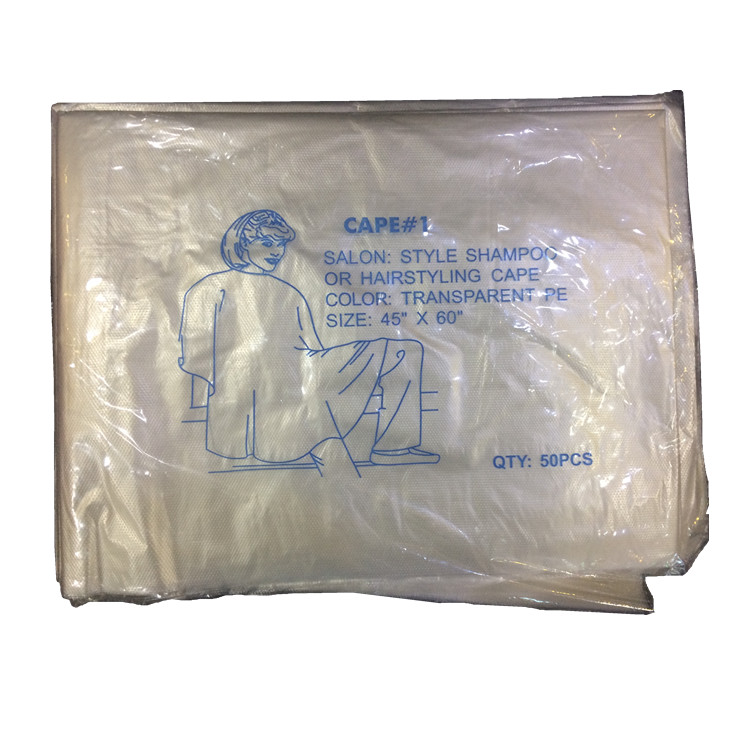 CAPE#1
SALON: STYLE SHAMPOO
OR HAIRSTYLING CAPE
COLOR: TRANSPARENT PE
SIZE: 45" X 60"
QTY: 50PCS